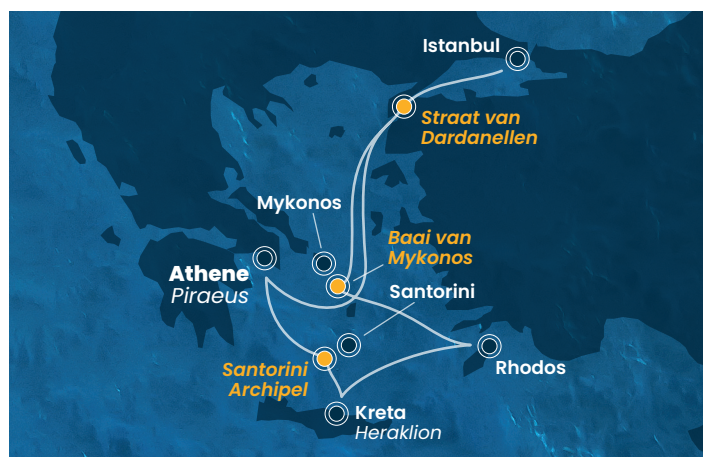 Istanbul
Straat van
Dardanellen
Mykonos
Baai van
Mykonos
Athene
Piraeus
Santorini
Rhodos
Santorini
Archipel
Kreta
Heraklion